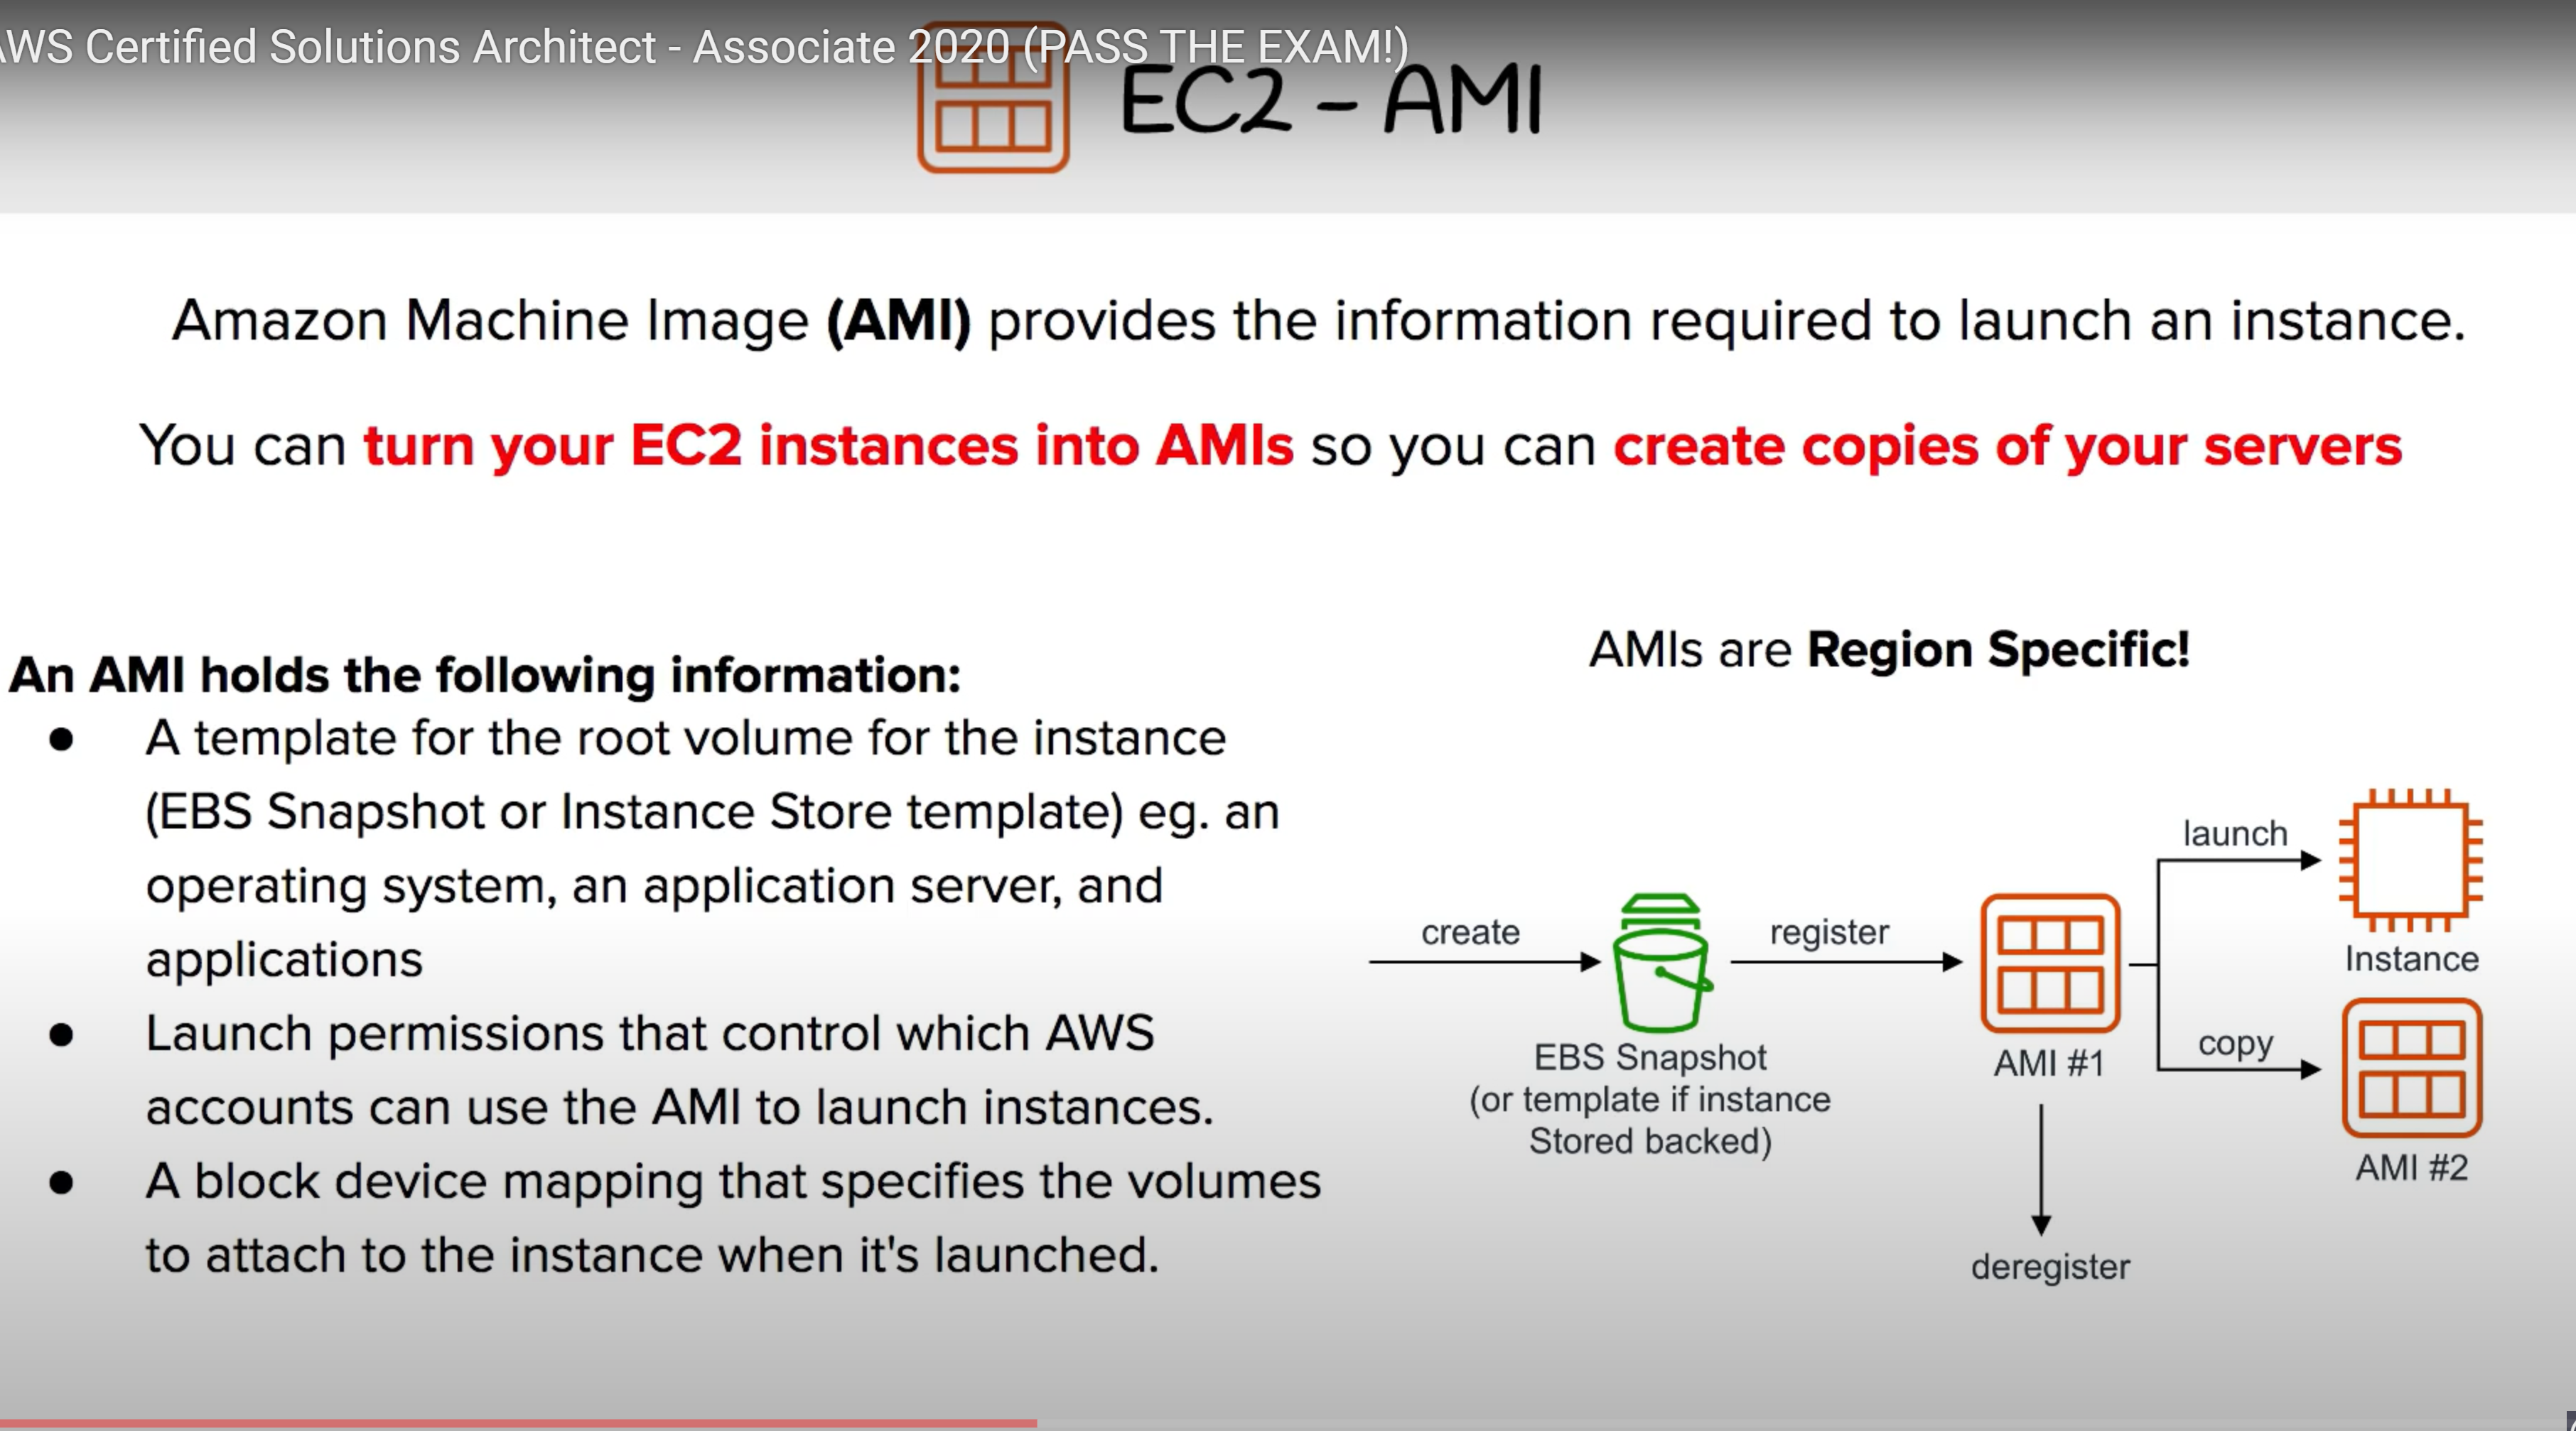 AWS Certified Solutions Architect - Associate 2020 (PASS THE EXAM!)
EC2 - AMI
Amazon Machine Image (AMI) provides the information required to launch an instance.
You can turn your EC2 instances into AMIs so you can create copies of your servers
An AMI holds the following information:
● A template for the root volume for the instance
(EBS Snapshot or Instance Store template) eg. an
operating system, an application server, and
applications
● Launch permissions that control which AWS
accounts can use the AMI to launch instances.
● A block device mapping that specifies the volumes
to attach to the instance when it's launched.
AMIs are Region Specific!
create
EBS Snapshot
(or template if instance
Stored backed)
register
AMI #1
launch
Instance
copy
AMI #2
deregister